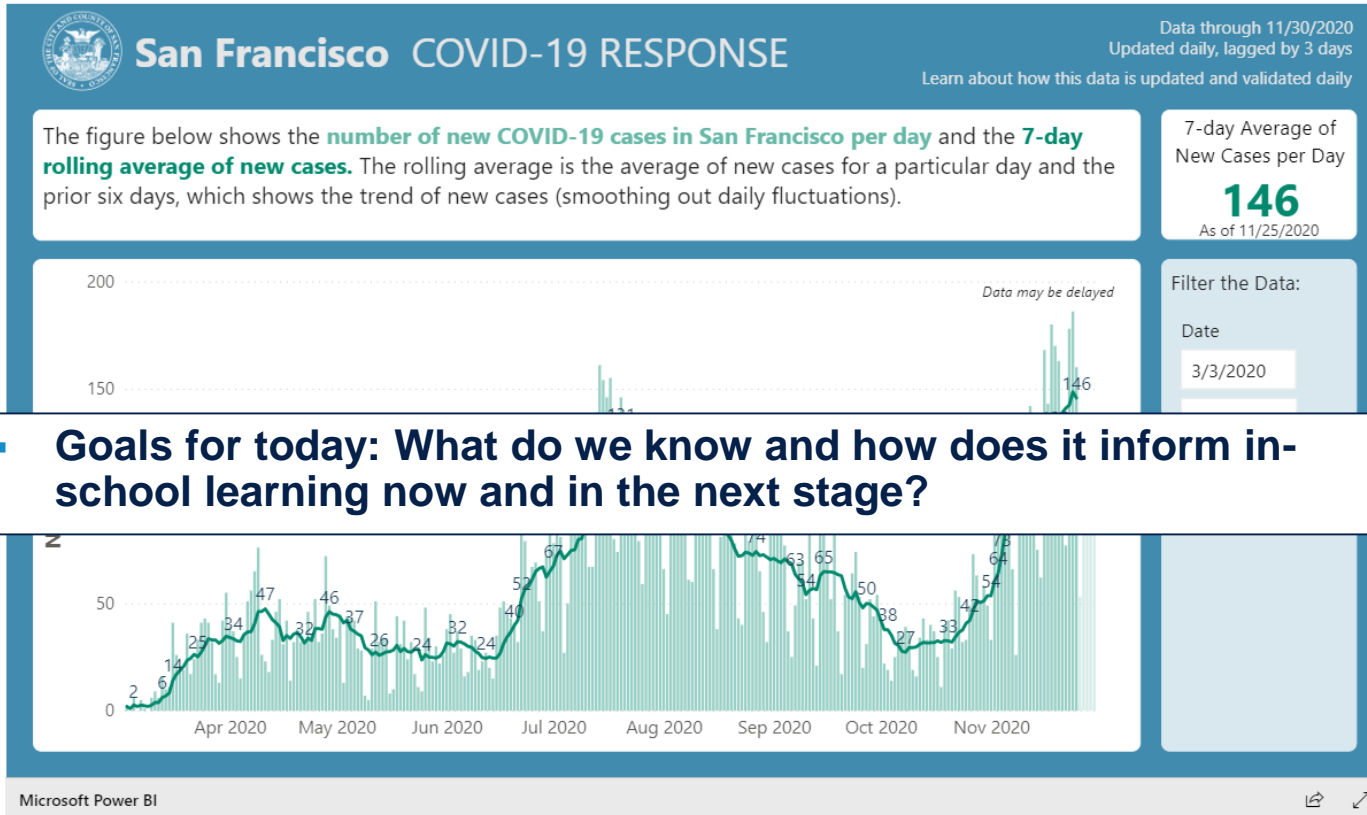 San Francisco COVID-19 RESPONSE
Data through 11/30/2020
Updated daily, lagged by 3 days
Learn about how this data is updated and validated daily
The figure below shows the number of new COVID-19 cases in San Francisco per day and the 7-day
rolling average of new cases. The rolling average is the average of new cases for a particular day and the
prior six days, which shows the trend of new cases (smoothing out daily fluctuations).
7-day Average of
New Cases per Day
146
As of 11/25/2020
Filter the Data:
Date
3/3/2020
Data may be delayed
200
150
146
Goals for today: What do we know and how does it inform in-
school learning now and in the next stage?
50
0
2
6
14
25
34
47
32
46
37
26
24
32
24
40
52
67
74
63
54
65
50
38
27
33
42
54
64
Apr 2020 May 2020 Jun 2020 Jul 2020 Aug 2020 Sep 2020 Oct 2020 Nov 2020
Microsoft Power BI